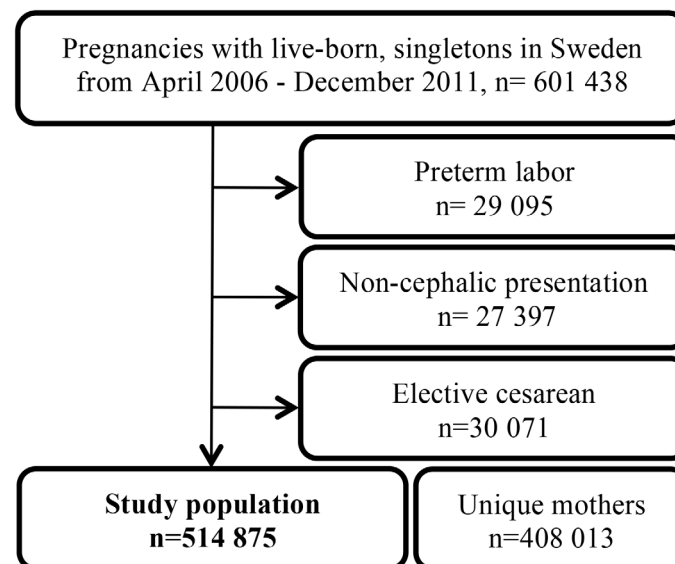 Pregnancies with live-born, singletons in Sweden
from April 2006 - December 2011, n= 601 438
Preterm labor
n= 29 095
Non-cephalic presentation
n= 27 397
Elective cesarean
n=30 071
Study population
n=514 875
Unique mothers
n=408 013